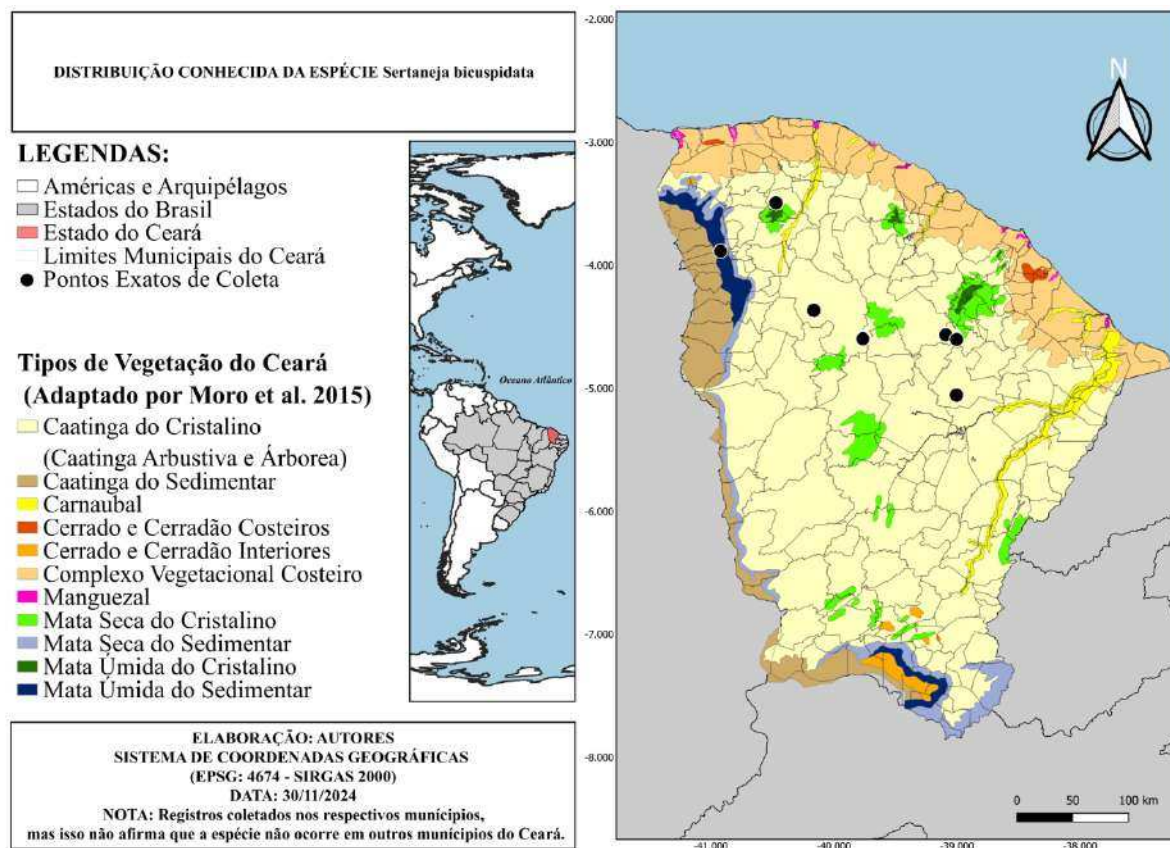 DISTRIBUIÇÃO CONHECIDA DA ESPÉCIE Sertaneja bicuspidata
LEGENDAS:
Américas e Arquipélagos
Estados do Brasil
Estado do Ceará
Limites Municipais do Ceará
Pontos Exatos de Coleta
Tipos de Vegetação do Ceará
(Adaptado por Moro et al. 2015)
Caatinga do Cristalino
(Caatinga Arbustiva e Árborea)
Caatinga do Sedimentar
Carnaubal
Cerrado e Cerradão Costeiros
Cerrado e Cerradão Interiores
Complexo Vegetacional Costeiro
Manguezal
Mata Seca do Cristalino
Mata Seca do Sedimentar
Mata Úmida do Cristalino
Mata Úmida do Sedimentar
ELABORAÇÃO: AUTORES
SISTEMA DE COORDENADAS GEOGRÁFICAS
(EPSG: 4674 - SIRGAS 2000)
DATA: 30/11/2024
NOTA: Registros coletados nos respectivos munícipios,
mas isso não afirma que a espécie não ocorre em outros munícipios do Ceará.
Oceano Atlântico
-2.000
-3.000
-4.000
-5.000
-6.000
-7.000
-8.000
N
0 50 100 km
-41.000 -40.000 -39.000 -38.000